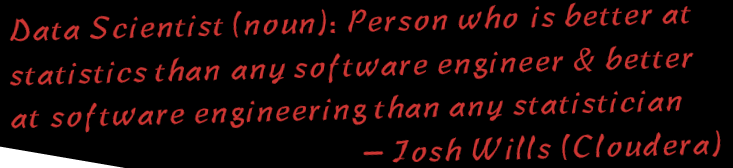 Data Scientist (noun): Person who is better at
statistics than any software engineer & better
at software engineering than any statistician
– Josh Wills (Cloudera)